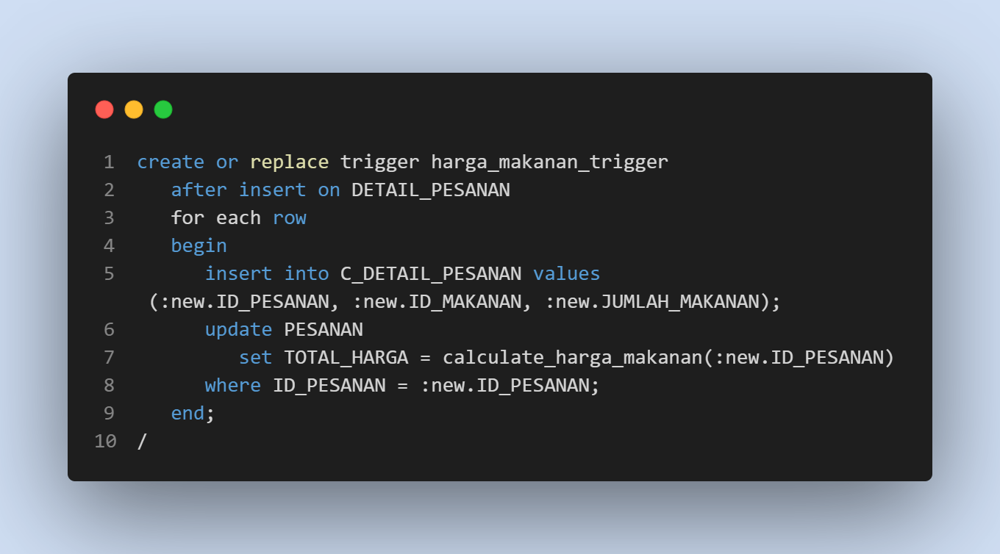 1 create or replace trigger harga_makanan_trigger
2    after insert on DETAIL_PESANAN
3    for each row
4    begin
5       insert into C_DETAIL_PESANAN values
 (:new.ID_PESANAN, :new.ID_MAKANAN, :new.JUMLAH_MAKANAN);
6       update PESANAN
7          set TOTAL_HARGA = calculate_harga_makanan(:new.ID_PESANAN)
8       where ID_PESANAN = :new.ID_PESANAN;
9    end;
10 /